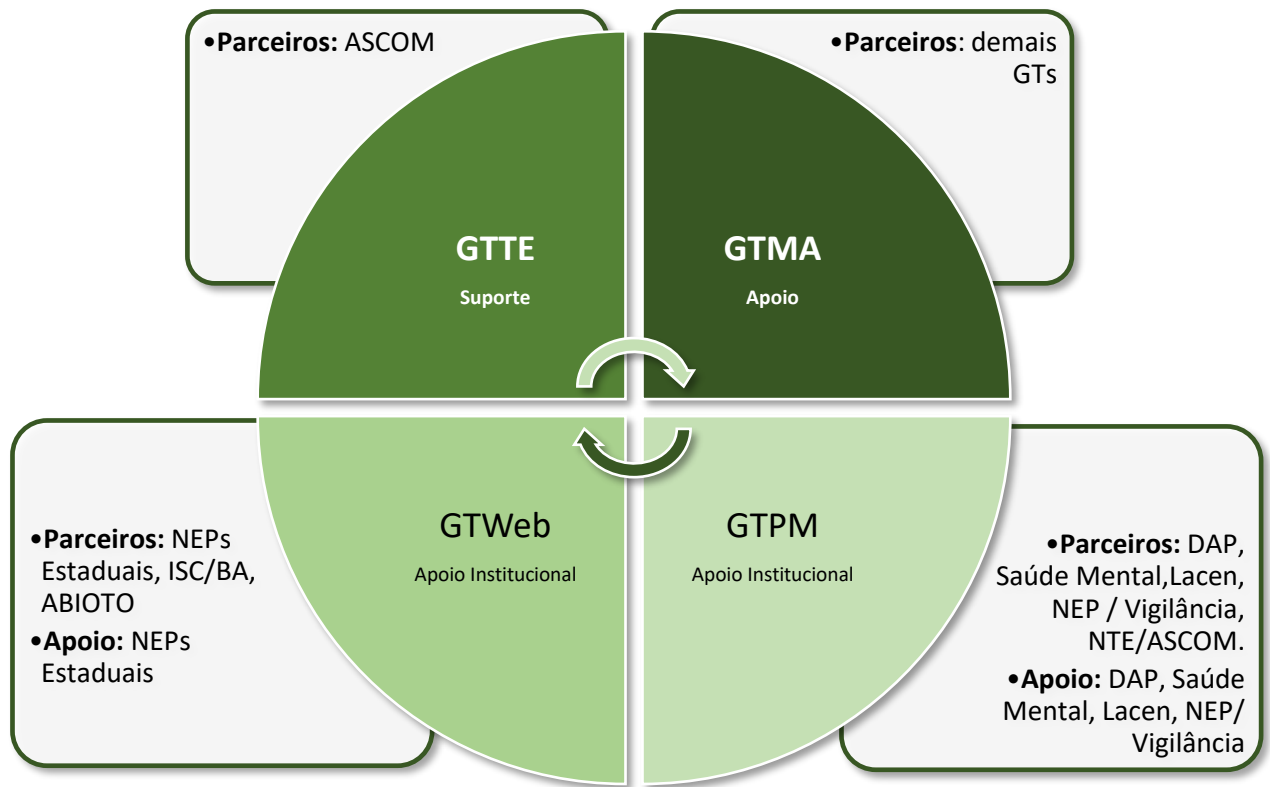 •Parceiros: ASCOM
•Parceiros: demais
GTs
GTTE
Suporte
GTMA
Apoio
GTWeb
Apoio Institucional
GTPM
Apoio Institucional
•Parceiros: NEPs
Estaduais, ISC/BA,
ABIOTO
•Apoio: NEPs
Estaduais
•Parceiros: DAP,
Saúde Mental,Lacen,
NEP / Vigilância,
NTE/ASCOM.
•Apoio: DAP, Saúde
Mental, Lacen, NEP/
Vigilância